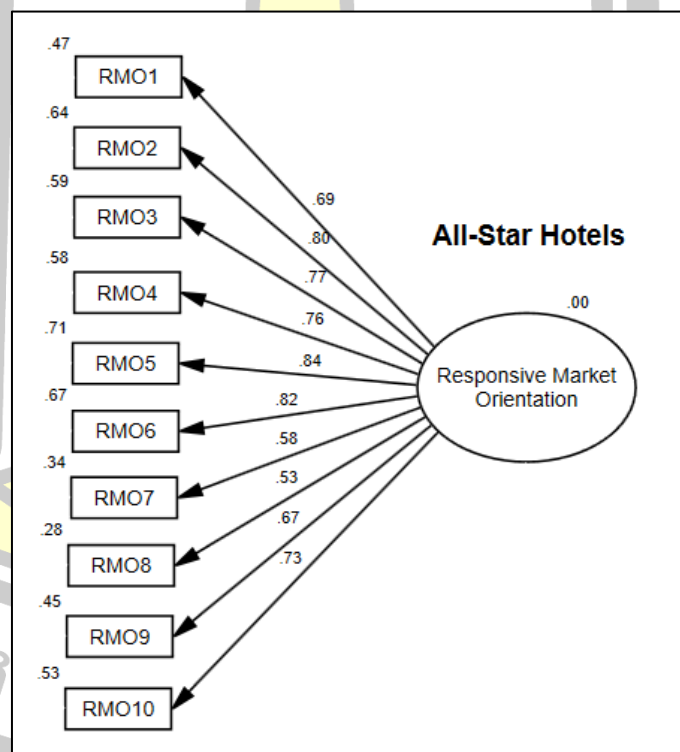 .47
RMO1
.64
RMO2
.59
RMO3
.58
RMO4
.71
RMO5
.67
RMO6
.34
RMO7
.28
RMO8
.45
RMO9
.53
RMO10
.69
.80
.77
.76
.84
.82
.58
.53
.67
.73
All-Star Hotels
.00
Responsive Market
Orientation